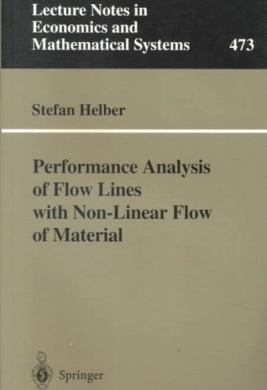 Lecture Notes in
Economics and
Mathematical Systems 473
Stefan Helber
Performance Analysis
of Flow Lines
with Non-Linear Flow
of Material
Springer